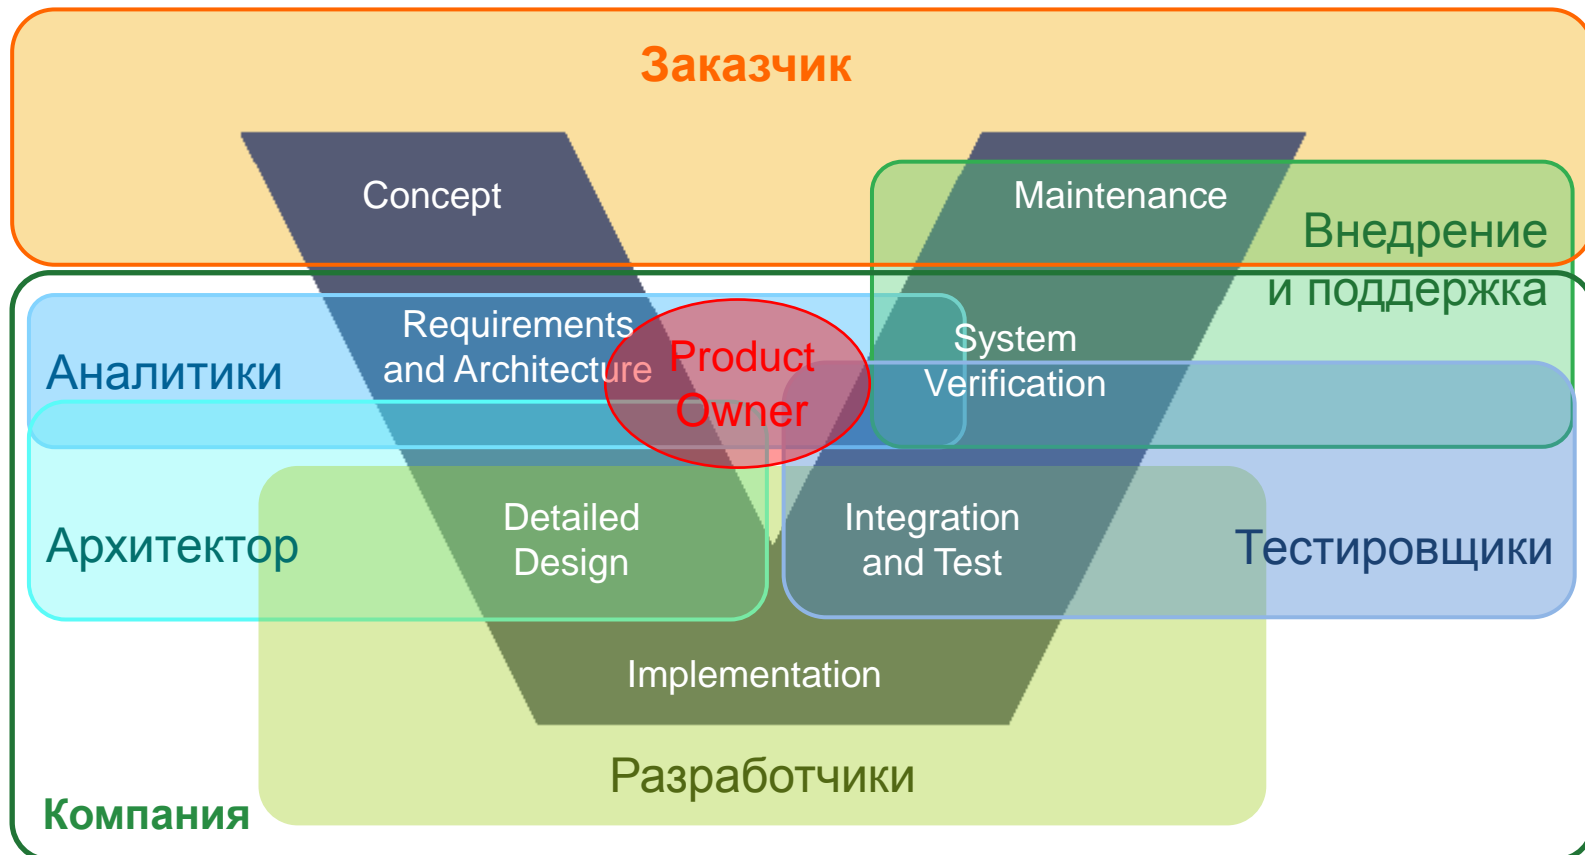 Заказчик
Concept
Maintenance
Внедрение
и поддержка
Requirements
and Architecture
Аналитики
Product
Owner
System
Verification
Архитектор
Detailed
Design
Integration
and Test
Тестировщики
Implementation
Разработчики
Компания